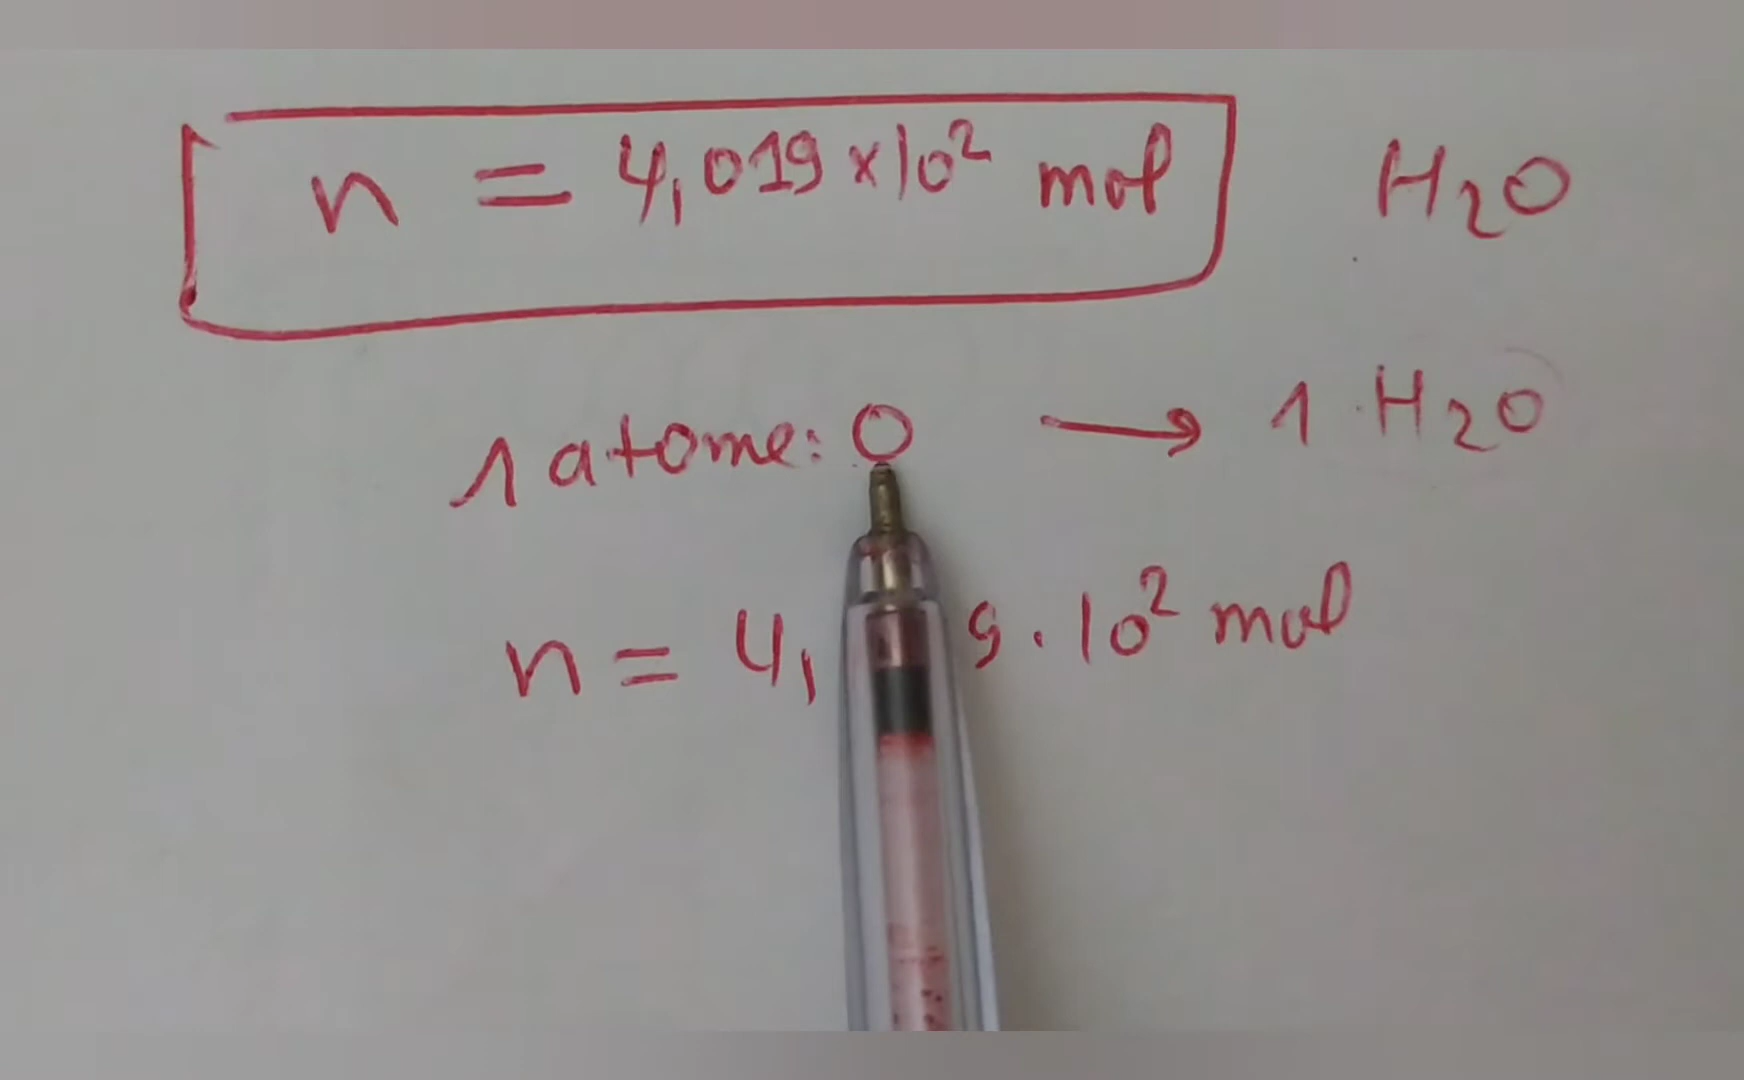 n = 4,019 x 10² mol H₂O
1 atome: O → 1 H₂O
n = 4, 9 . 10² mol